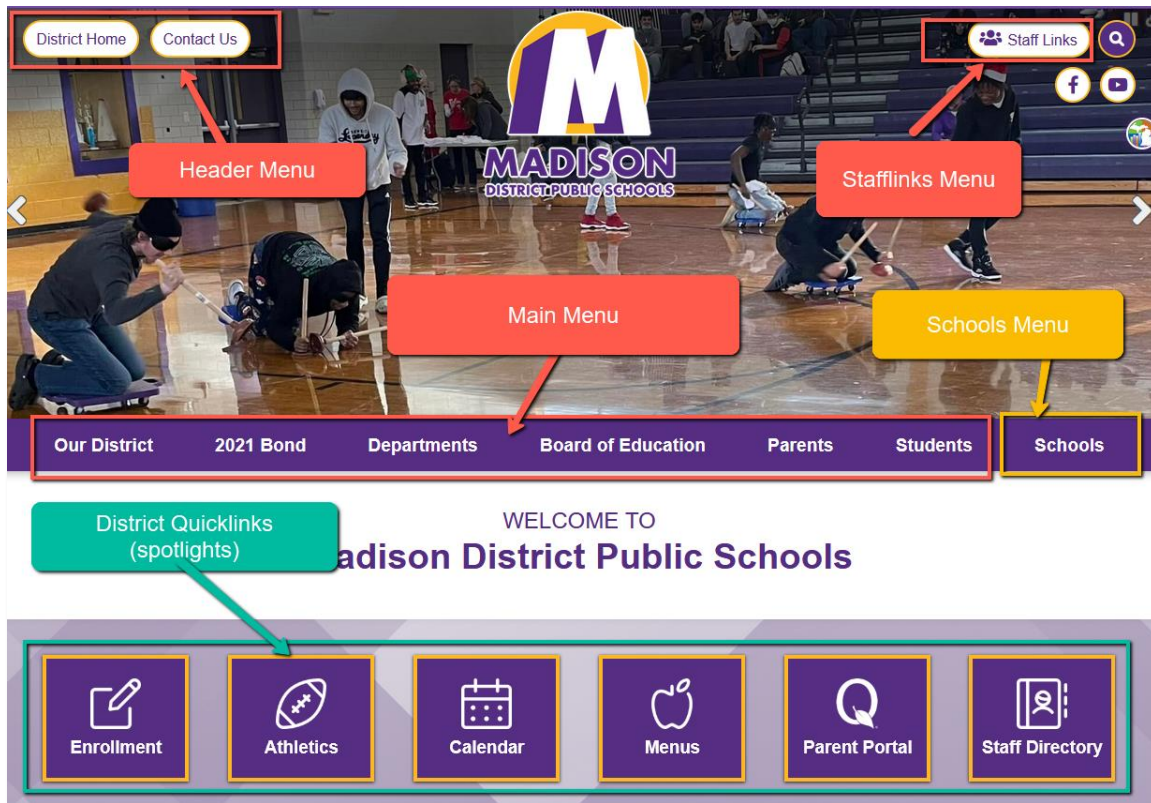 District Home
Contact Us
Staff Links
M
MADISON
DISTRICT PUBLIC SCHOOLS
Header Menu
Stafflinks Menu
Main Menu
Schools Menu
Our District
2021 Bond
Departments
Board of Education
Parents
Students
Schools
District Quicklinks
(spotlights)
WELCOME TO
adison District Public Schools
Enrollment
Athletics
Calendar
Menus
Parent Portal
Staff Directory